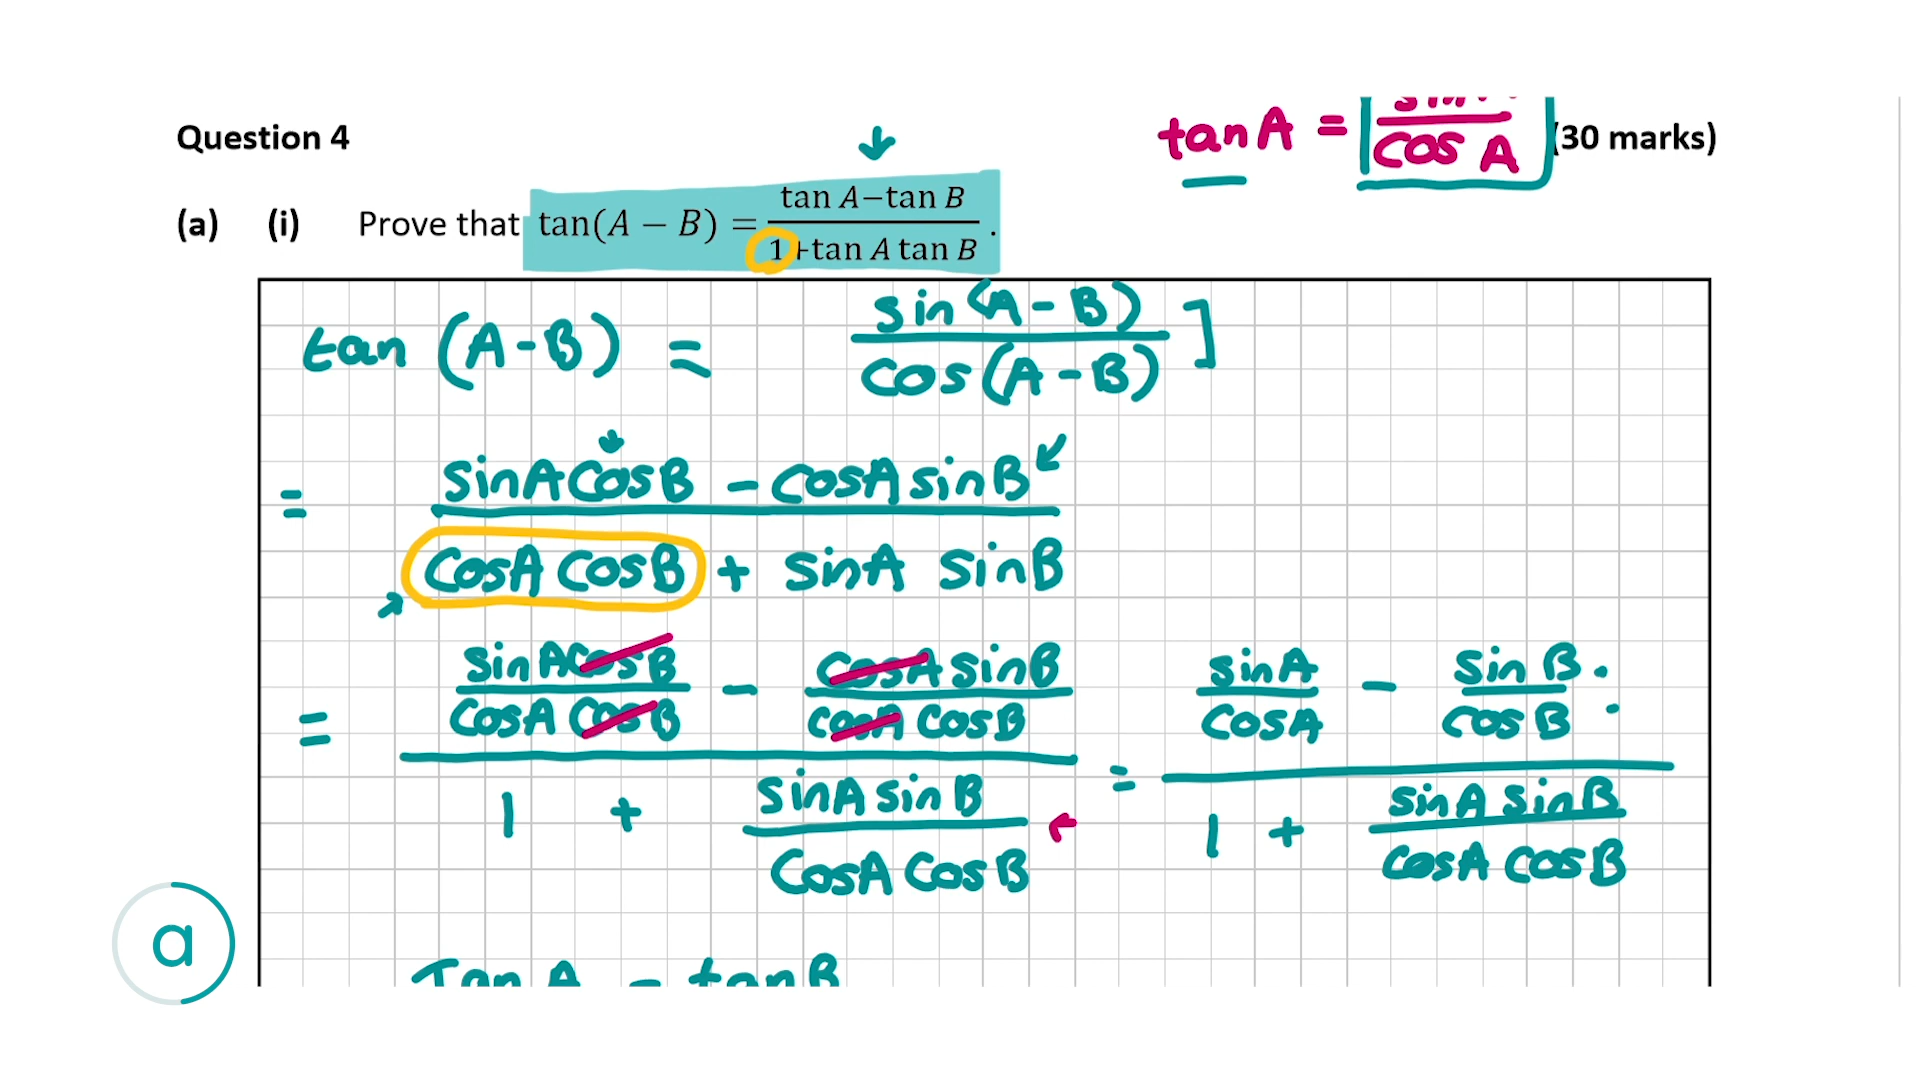 Question 4
tan A = sin A / cos A
(30 marks)
(a) (i) Prove that tan(A − B) = (tan A−tan B) / (1+tan A tan B).
tan (A-B) = sin(A-B) / cos(A-B) ]
= (sinA cosB - cosA sinB) / (cosA cosB + sinA sinB)
= (sinA cosB / cosA cosB - cosA sinB / cosA cosB) / (1 + sinA sinB / cosA cosB) = (sinA / cosA - sin B / cos B) / (1 + sinA sinB / cosA cosB)
Tan A - tan B
a